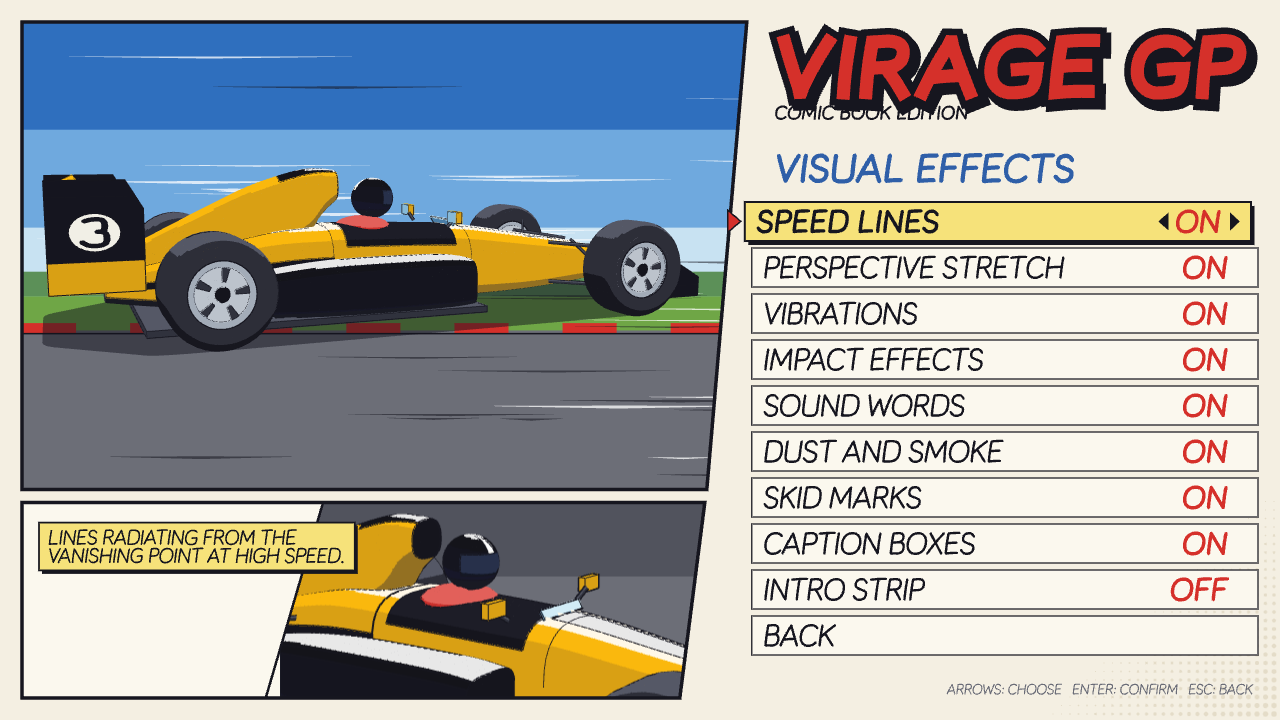 VIRAGE GP
COMIC BOOK EDITION
VISUAL EFFECTS
SPEED LINES ON
PERSPECTIVE STRETCH ON
VIBRATIONS ON
IMPACT EFFECTS ON
SOUND WORDS ON
DUST AND SMOKE ON
SKID MARKS ON
CAPTION BOXES ON
INTRO STRIP OFF
BACK
3
LINES RADIATING FROM THE
VANISHING POINT AT HIGH SPEED.
ARROWS: CHOOSE ENTER: CONFIRM ESC: BACK